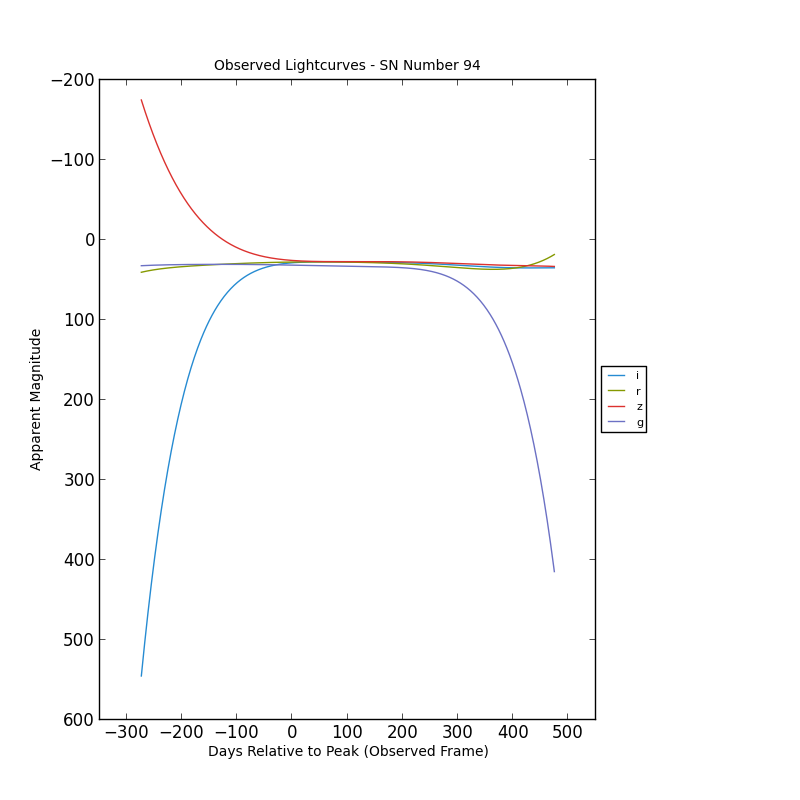 Observed Lightcurves - SN Number 94
−200
−100
0
100
200
300
400
500
600
Apparent Magnitude
−300 −200 −100 0 100 200 300 400 500
Days Relative to Peak (Observed Frame)
i
r
z
g